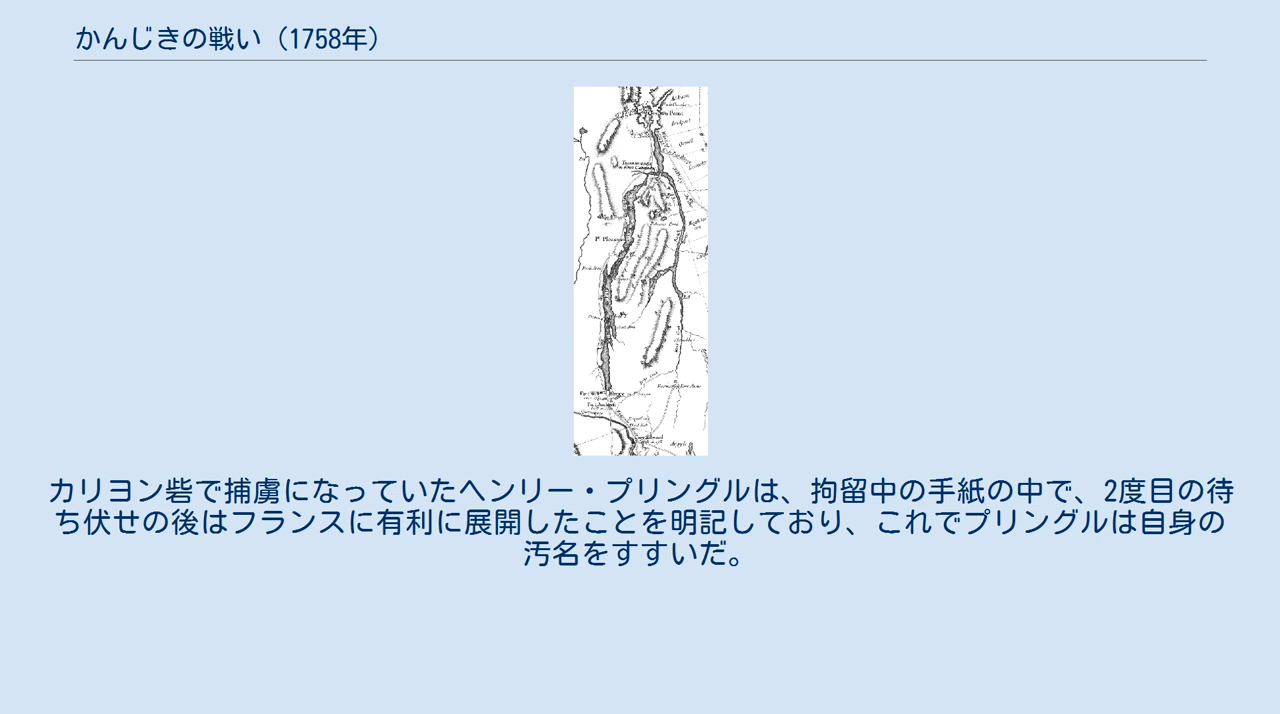 かんじきの戦い（1758年）
カリヨン砦で捕虜になっていたヘンリー・プリングルは、拘留中の手紙の中で、2度目の待
ち伏せの後はフランスに有利に展開したことを明記しており、これでプリングルは自身の
汚名をすすいだ。